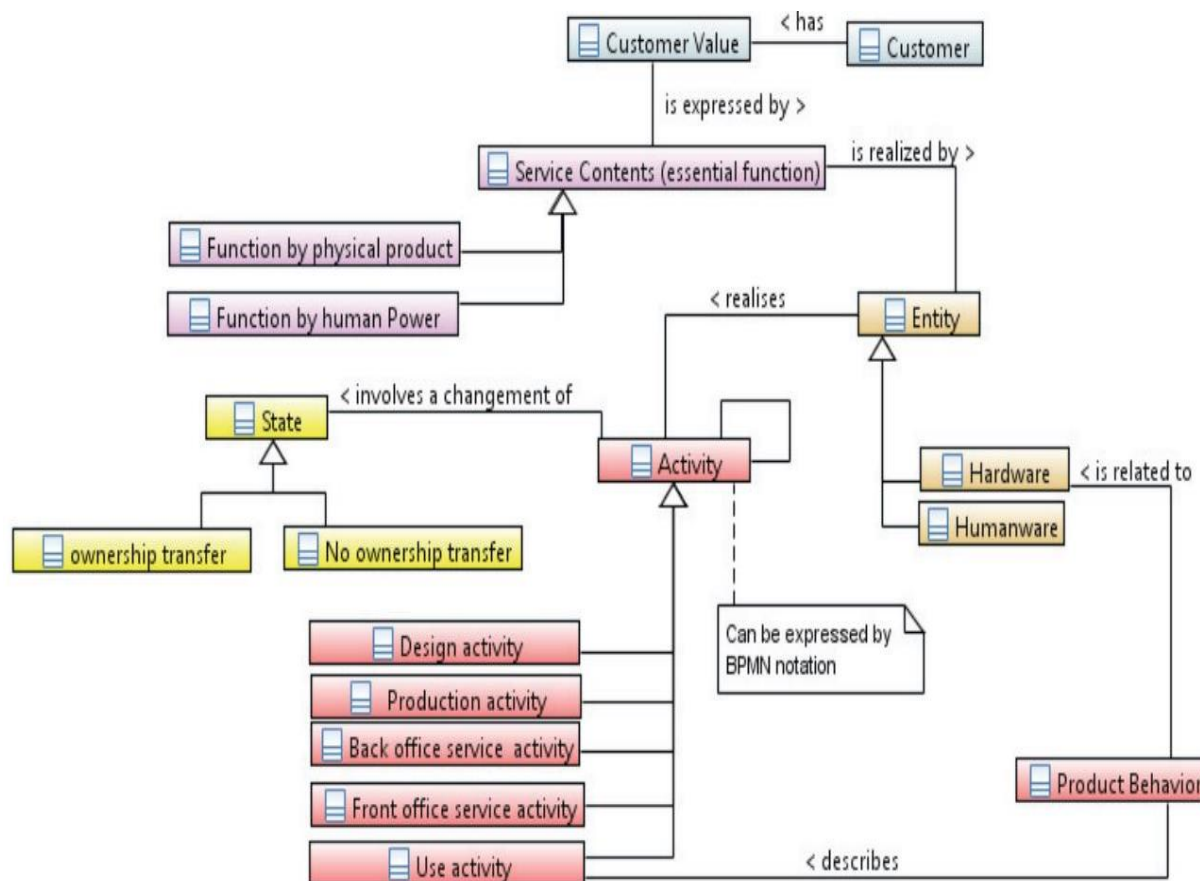 < has
Customer Value
Customer
is expressed by >
is realized by >
Service Contents (essential function)
Function by physical product
Function by human Power
< realises
Entity
< involves a changement of
State
Activity
Hardware
< is related to
Humanware
ownership transfer
No ownership transfer
Can be expressed by
BPMN notation
Design activity
Production activity
Back office service activity
Front office service activity
Product Behavior
Use activity
< describes